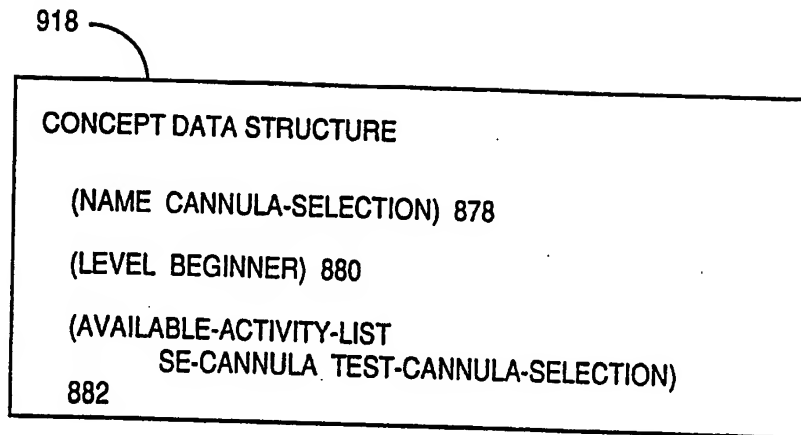 918
CONCEPT DATA STRUCTURE
(NAME CANNULA-SELECTION) 878
(LEVEL BEGINNER) 880
(AVAILABLE-ACTIVITY-LIST
SE-CANNULA TEST-CANNULA-SELECTION)
882